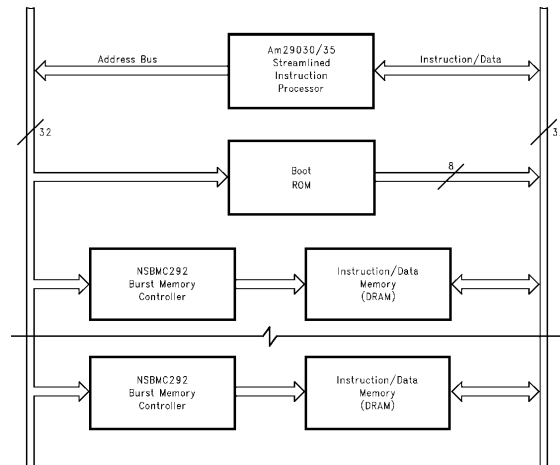 Am29030/35
Streamlined
Instruction
Processor
Address Bus
Instruction/Data
32
3
Boot
ROM
8
NSBMC292
Burst Memory
Controller
Instruction/Data
Memory
(DRAM)
NSBMC292
Burst Memory
Controller
Instruction/Data
Memory
(DRAM)